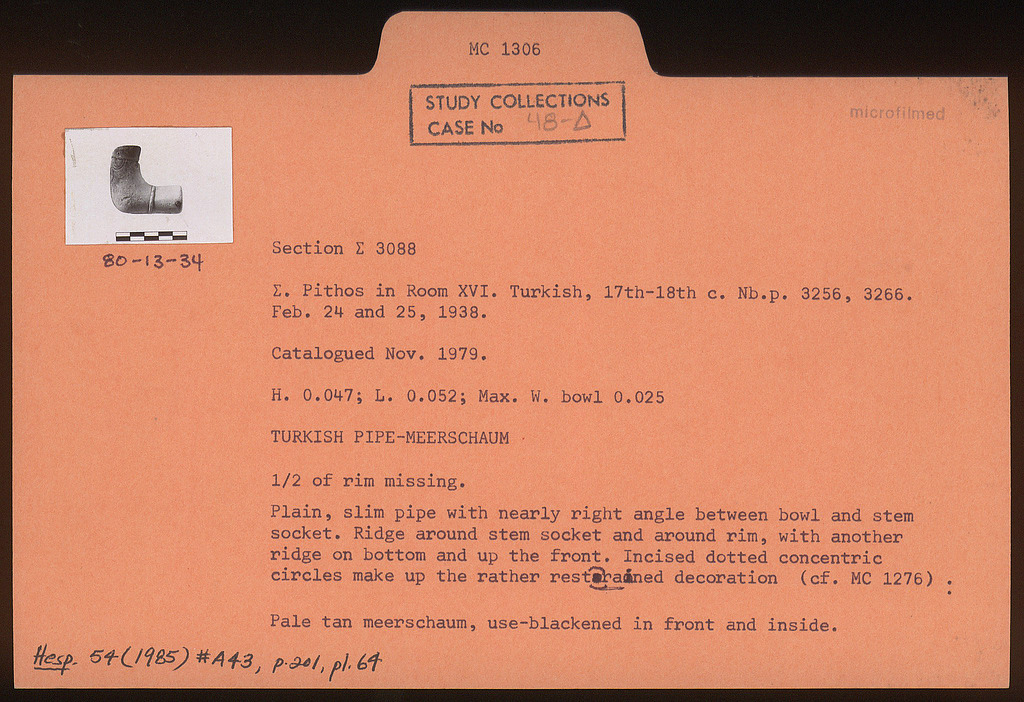 MC 1306
STUDY COLLECTIONS
CASE No 48-Δ
microfilmed
80-13-34
Section Σ 3088
Σ. Pithos in Room XVI. Turkish, 17th-18th c. Nb.p. 3256, 3266.
Feb. 24 and 25, 1938.
Catalogued Nov. 1979.
H. 0.047; L. 0.052; Max. W. bowl 0.025
TURKISH PIPE-MEERSCHAUM
1/2 of rim missing.
Plain, slim pipe with nearly right angle between bowl and stem
socket. Ridge around stem socket and around rim, with another
ridge on bottom and up the front. Incised dotted concentric
circles make up the rather decoration (cf. MC 1276) :
Pale tan meerschaum, use-blackened in front and inside.
Hesp. 54 (1985) #A43, p.201, pl.64